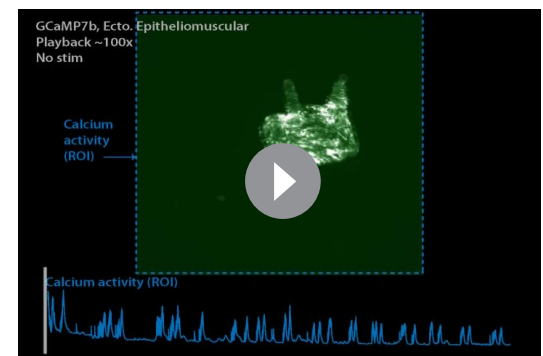 GCaMP7b, Ecto. Epitheliomuscular
Playback ~100x
No stim
Calcium
activity
(ROI)
Calcium activity (ROI)